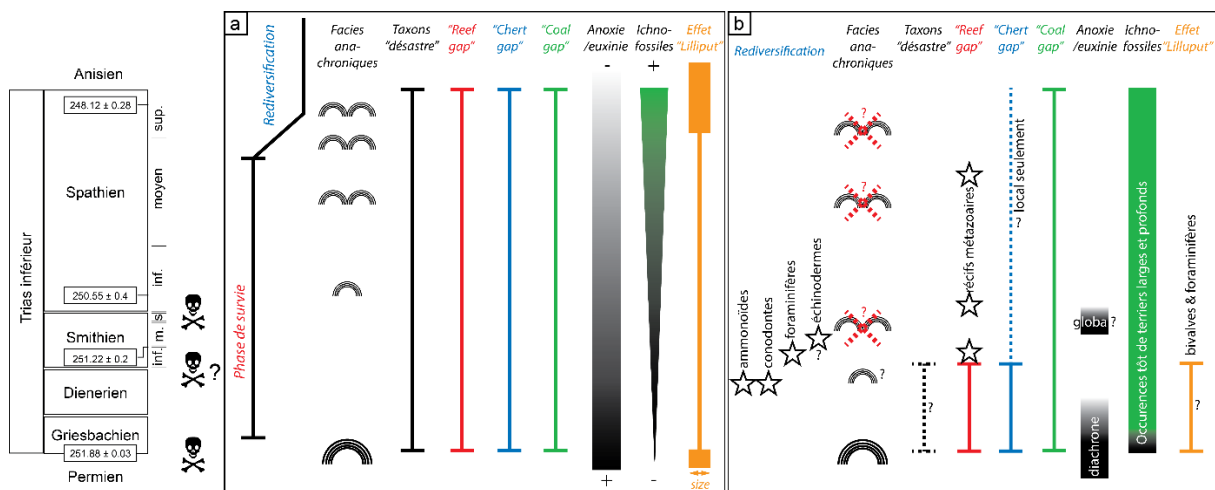 Anisien
248.12 ± 0.28
sup.
Spathien
moyen
inf.
250.55 ± 0.4
s
Smithien
m.
251.22 ± 0.2
inf.
Dienerien
Griesbachien
251.88 ± 0.03
Permien
Trias inférieur
?
a
Rediversification
Phase de survie
Facies
ana-
chroniques
Taxons
"désastre"
"Reef
gap"
"Chert
gap"
"Coal
gap"
Anoxie
/euxinie
Ichno-
fossiles
Effet
"Lilliput"
-
+
+
-
size
b
Rediversification
Facies
ana-
chroniques
Taxons
"désastre"
"Reef
gap"
"Chert
gap"
"Coal
gap"
Anoxie
/euxinie
Ichno-
fossiles
Effet
"Lilluput"
ammonoïdes
conodontes
foraminifères
échinodermes
?
?
?
?
?
?
récifs métazoaires
local seulement
?
globa
?
diachrone
Occurences tôt de terriers larges et profonds
bivalves & foraminifères
?